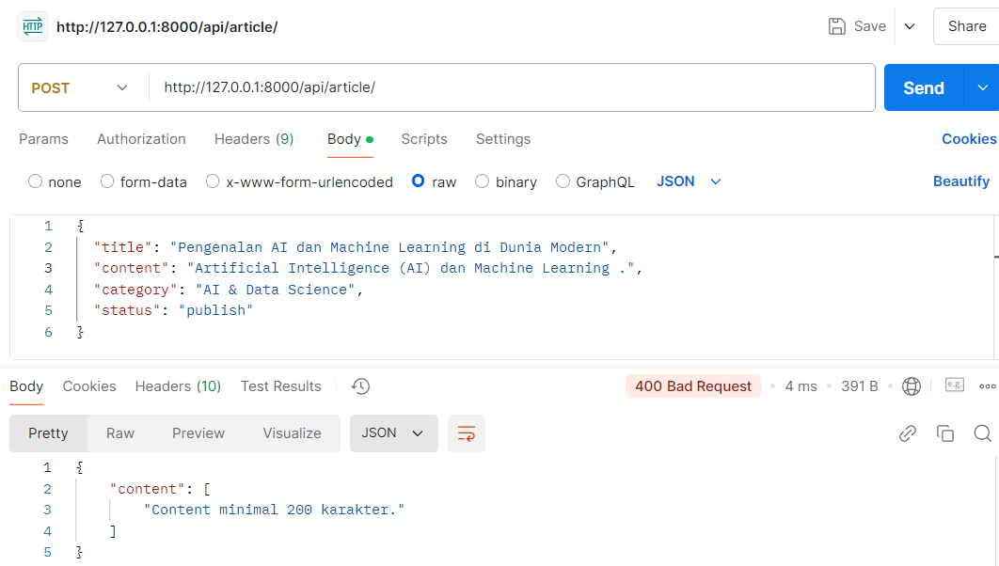 HTTP http://127.0.0.1:8000/api/article/ Save Share
POST http://127.0.0.1:8000/api/article/ Send
Params Authorization Headers (9) Body Scripts Settings Cookies
none form-data x-www-form-urlencoded raw binary GraphQL JSON Beautify
1 {
2 "title": "Pengenalan AI dan Machine Learning di Dunia Modern",
3 "content": "Artificial Intelligence (AI) dan Machine Learning .",
4 "category": "AI & Data Science",
5 "status": "publish"
6 }
Body Cookies Headers (10) Test Results 400 Bad Request 4 ms 391 B e.g.
Pretty Raw Preview Visualize JSON
1 {
2 "content": [
3 "Content minimal 200 karakter."
4 ]
5 }